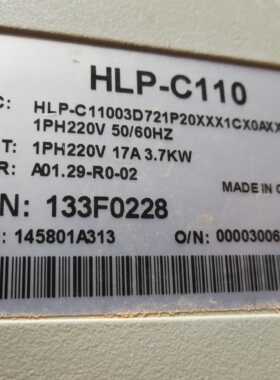 HLP-C110
C: HLP-C11003D721P20XXX1CX0AXX
1PH220V 50/60HZ
T: 1PH220V 17A 3.7KW
R: A01.29-R0-02
MADE IN C
N: 133F0228
: 145801A313 O/N: 00003006